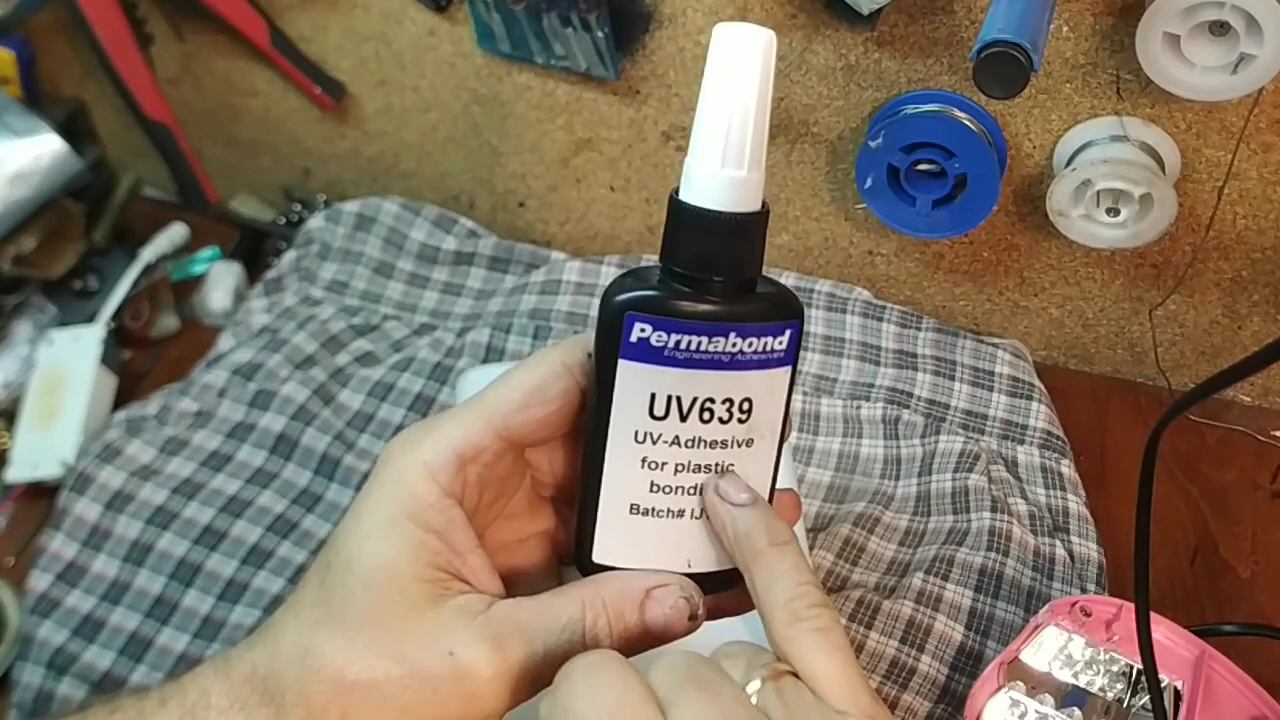 Permabond
Engineering Adhesives
UV639
UV-Adhesive
for plastic
Batch#